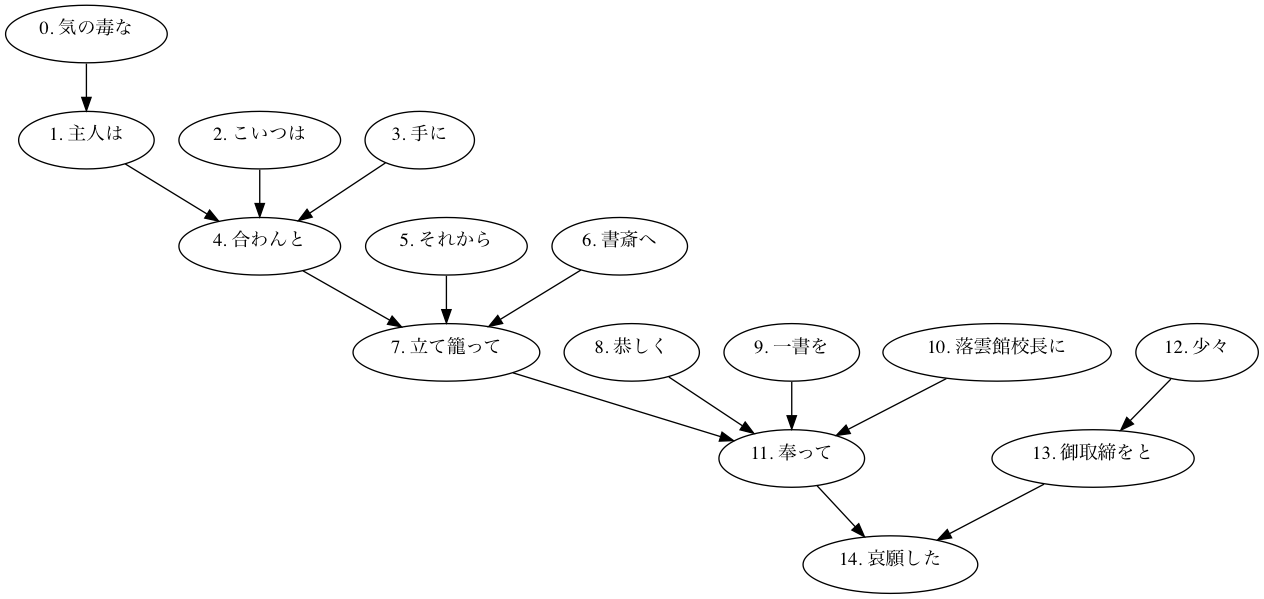 0. 気の毒な
1. 主人は
2. こいつは
3. 手に
4. 合わんと
5. それから
6. 書斎へ
7. 立て籠って
8. 恭しく
9. 一書を
10. 落雲館校長に
12. 少々
11. 奉って
13. 御取締をと
14. 哀願した